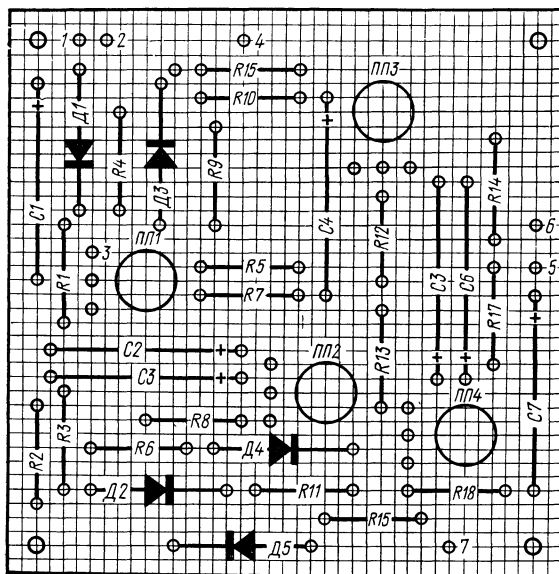 1
2
4
ПП3
R15
R10
Д1
R4
Д3
R9
C1
C4
R14
R12
ПП1
3
R1
R5
R7
C3
C6
6
5
R17
C2
C3
ПП2
R13
C7
ПП4
R2
R3
R8
R6
Д4
Д2
R11
R18
R15
Д5
7
+
+
+
+
+
+
+